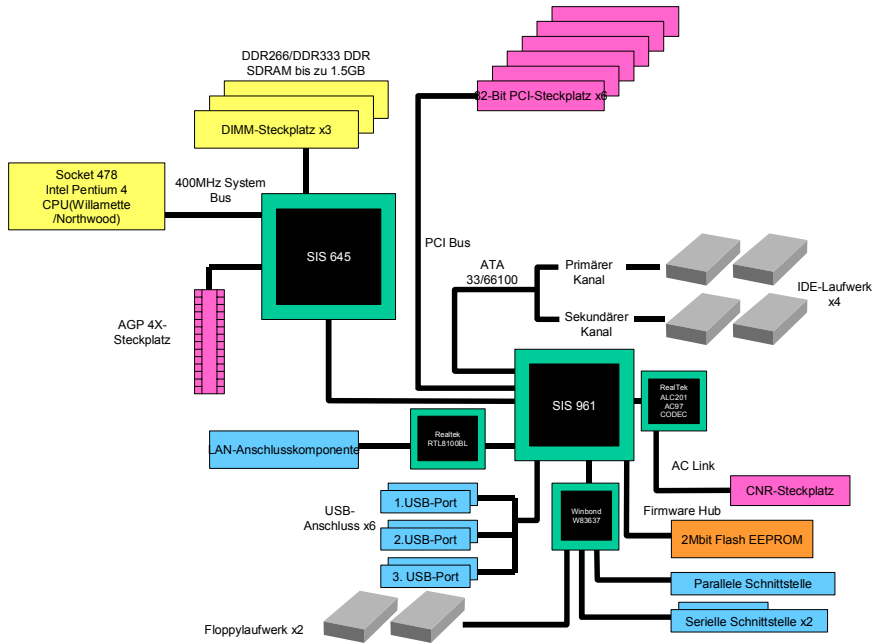 DDR266/DDR333 DDR
SDRAM bis zu 1.5GB
DIMM-Steckplatz x3
32-Bit PCI-Steckplatz x6
Socket 478
Intel Pentium 4
CPU(Willamette
/Northwood)
400MHz System
Bus
SIS 645
PCI Bus
ATA
33/66100
Primärer
Kanal
Sekundärer
Kanal
IDE-Laufwerk
x4
AGP 4X-
Steckplatz
SIS 961
RealTek
ALC201
AC97
CODEC
Realtek
RTL8100BL
LAN-Anschlusskomponente
AC Link
CNR-Steckplatz
USB-
Anschluss x6
1.USB-Port
2.USB-Port
3. USB-Port
Winbond
W83637
Firmware Hub
2Mbit Flash EEPROM
Parallele Schnittstelle
Serielle Schnittstelle x2
Floppylaufwerk x2